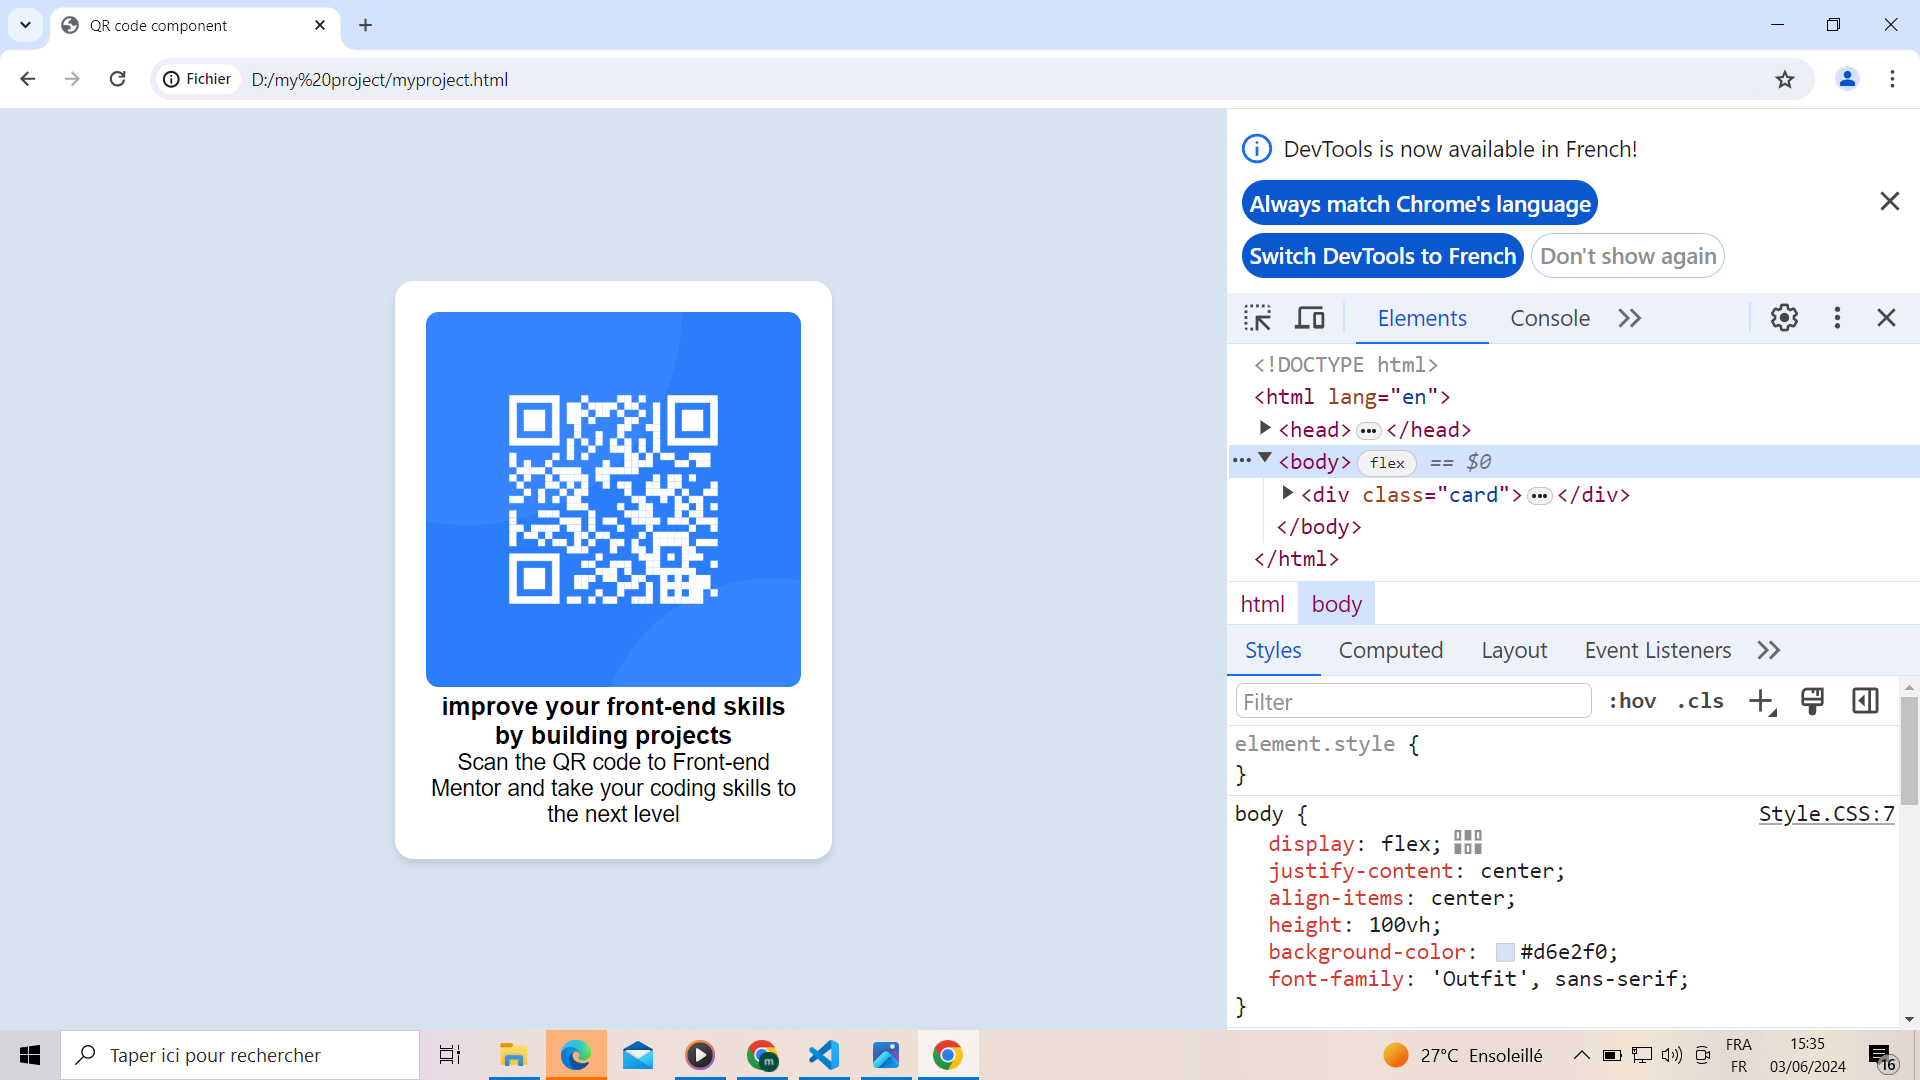 QR code component
Fichier
D:/my%20project/myproject.html
improve your front-end skills
by building projects
Scan the QR code to Front-end
Mentor and take your coding skills to
the next level
DevTools is now available in French!
Always match Chrome's language
Switch DevTools to French
Don't show again
Elements
Console
<!DOCTYPE html>
<html lang="en">
<head> ••• </head>
••• <body> flex == $0
<div class="card"> ••• </div>
</body>
</html>
html
body
Styles
Computed
Layout
Event Listeners
Filter
:hov
.cls
element.style {
}
body {
Style.CSS:7
display: flex;
justify-content: center;
align-items: center;
height: 100vh;
background-color: #d6e2f0;
font-family: 'Outfit', sans-serif;
}
Taper ici pour rechercher
m
27°C Ensoleillé
FRA
FR
15:35
03/06/2024
16